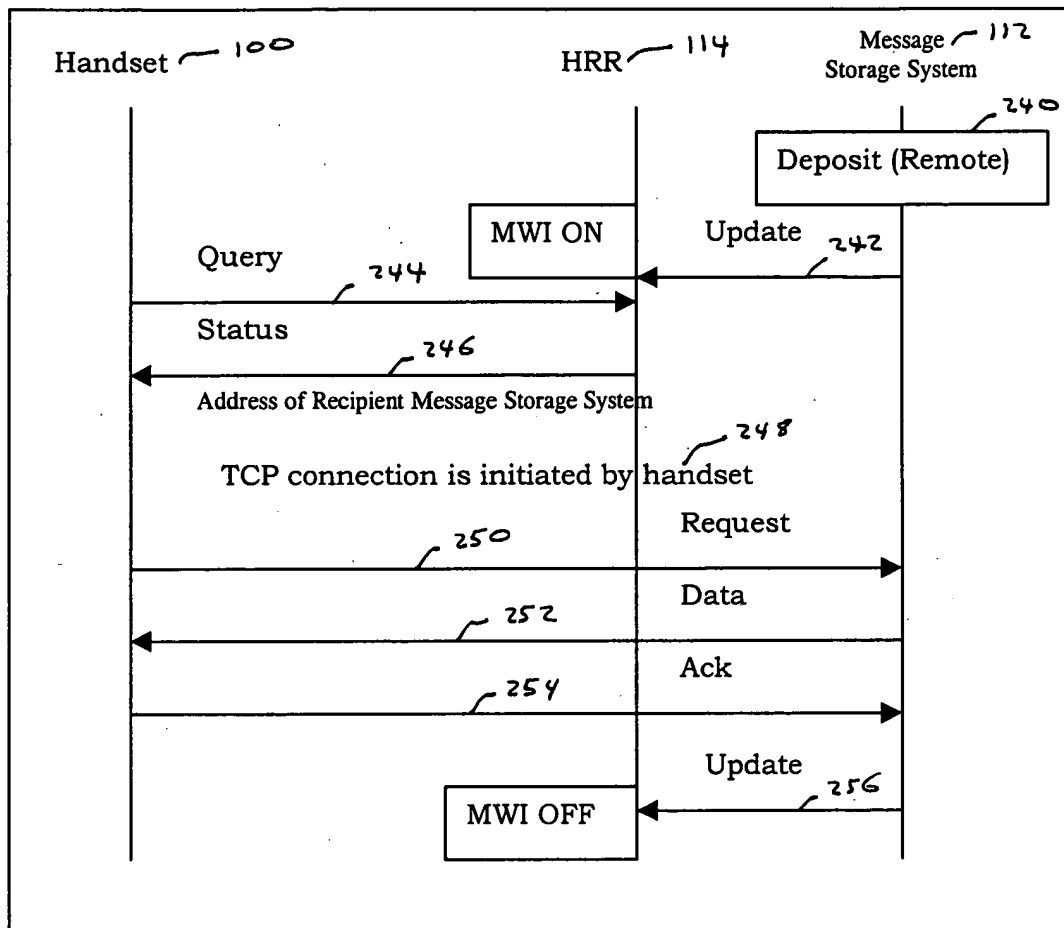 Handset 100
HRR 114
Message 112
Storage System
240
Deposit (Remote)
MWI ON
Update
242
Query
244
Status
246
Address of Recipient Message Storage System
248
TCP connection is initiated by handset
Request
250
Data
252
Ack
254
Update
256
MWI OFF